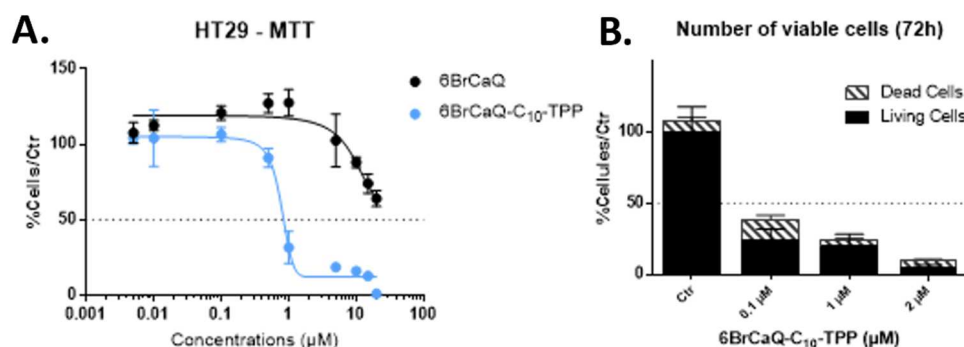 A.
HT29 - MTT
%Cells/Ctr
150
100
50
0
0.001
0.01
0.1
1
10
100
Concentrations (µM)
6BrCaQ
6BrCaQ-C₁₀-TPP
B.
Number of viable cells (72h)
%Cellules/Ctr
100
50
0
Dead Cells
Living Cells
Ctr
0.1 µM
1 µM
2 µM
6BrCaQ-C₁₀-TPP (µM)